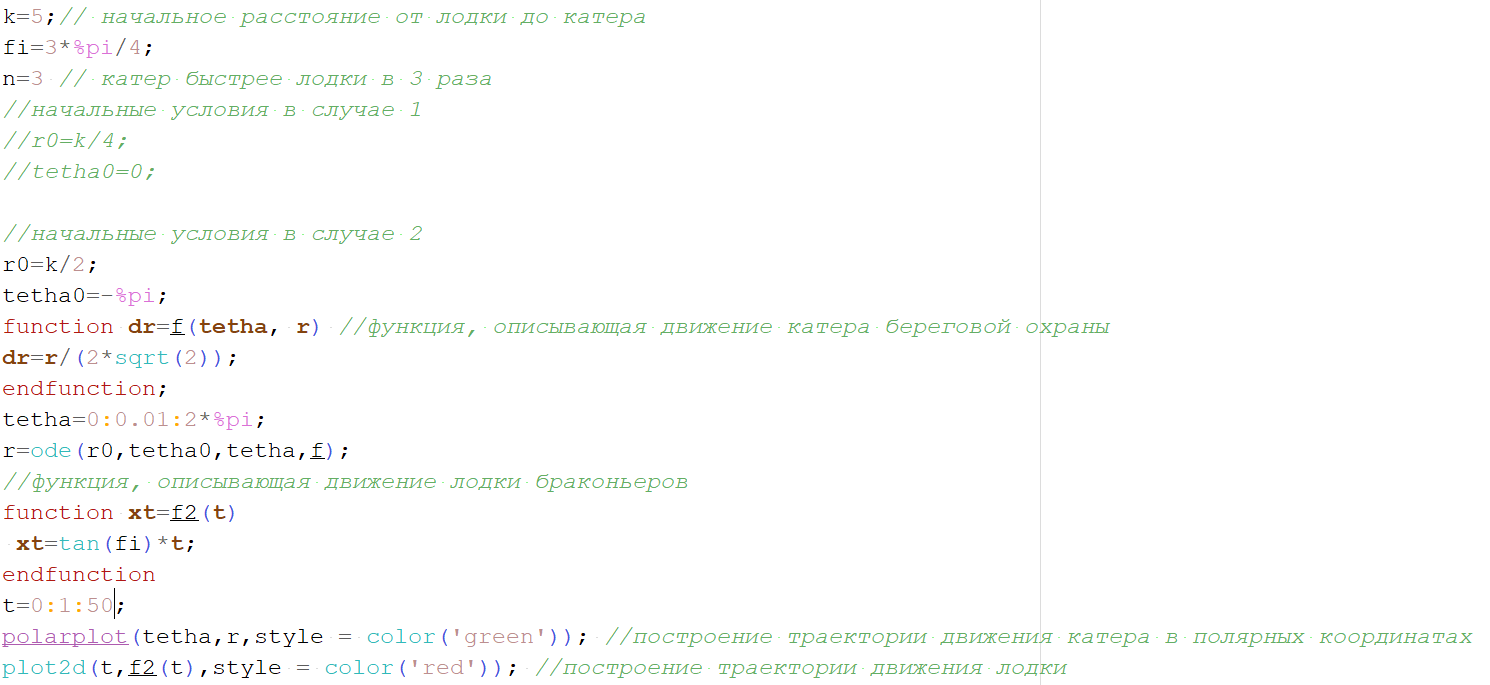 k=5;// начальное расстояние от лодки до катера
fi=3*%pi/4;
n=3 // катер быстрее лодки в 3 раза
//начальные условия в случае 1
//r0=k/4;
//tetha0=0;
//начальные условия в случае 2
r0=k/2;
tetha0=-%pi;
function dr=f(tetha, r) //функция, описывающая движение катера береговой охраны
dr=r/(2*sqrt(2));
endfunction;
tetha=0:0.01:2*%pi;
r=ode(r0,tetha0,tetha,f);
//функция, описывающая движение лодки браконьеров
function xt=f2(t)
xt=tan(fi)*t;
endfunction
t=0:1:50;
polarplot(tetha,r,style = color('green')); //построение траектории движения катера в полярных координатах
plot2d(t,f2(t),style = color('red')); //построение траектории движения лодки